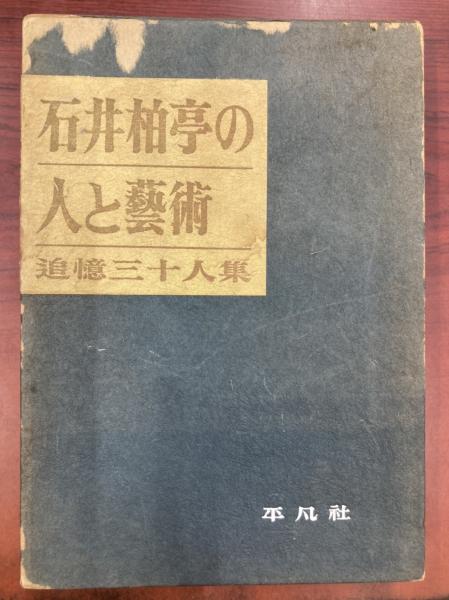 石井柏亭の
人と藝術
追憶三十人集
平凡社